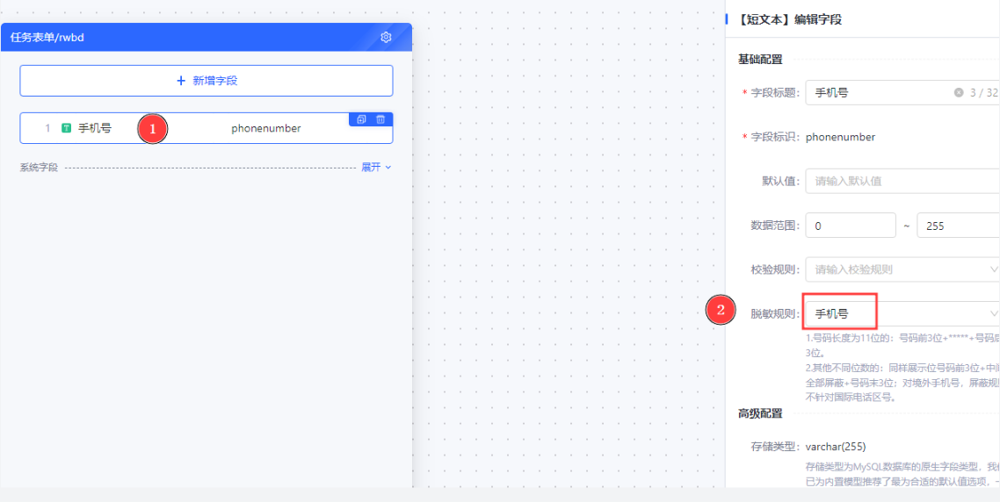 任务表单/rwbd
+ 新增字段
1 T 手机号 1 phonenumber
系统字段 展开
【短文本】编辑字段
基础配置
* 字段标题: 手机号 3 / 32
* 字段标识: phonenumber
默认值: 请输入默认值
数据范围: 0 ~ 255
校验规则: 请输入校验规则
2 脱敏规则: 手机号
1.号码长度为11位的：号码前3位+*****+号码后
3位。
2.其他不同位数的：同样展示位号码前3位+中间
全部屏蔽+号码末3位；对境外手机号，屏蔽规则
不针对国际电话区号。
高级配置
存储类型: varchar(255)
存储类型为MySQL数据库的原生字段类型，我们
已为内置模型推荐了最为合适的默认值选项，一